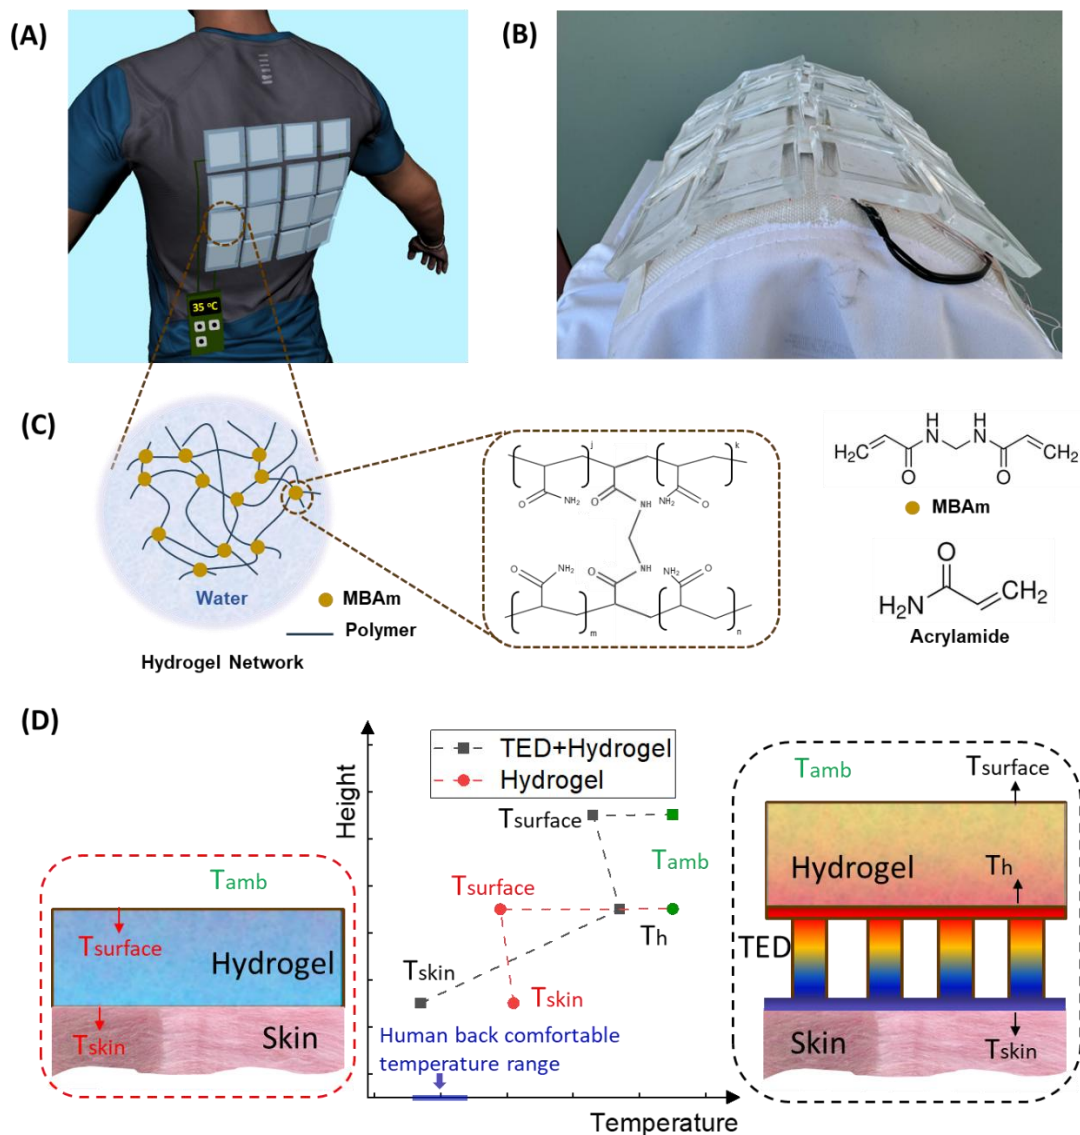 (A)
35 °C
(B)
(C)
Water
MBAm
Polymer
Hydrogel Network
j
k
O
NH2
O
NH
NH2
O
O
NH2
O
NH
NH2
O
m
n
H2C
O
H
N
H
N
O
CH2
MBAm
O
H2N
CH2
Acrylamide
(D)
Tamb
Tsurface
Hydrogel
Tskin
Skin
Height
TED+Hydrogel
Hydrogel
Tsurface
Tamb
Tsurface
Th
Tskin
Tskin
Human back comfortable
temperature range
Temperature
Tamb
Tsurface
Hydrogel
Th
TED
Skin
Tskin